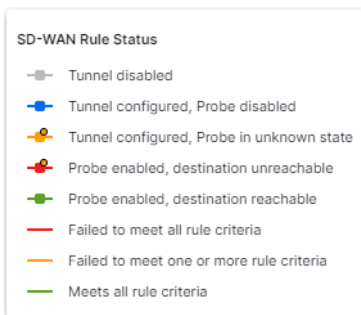 SD-WAN Rule Status
Tunnel disabled
Tunnel configured, Probe disabled
Tunnel configured, Probe in unknown state
Probe enabled, destination unreachable
Probe enabled, destination reachable
Failed to meet all rule criteria
Failed to meet one or more rule criteria
Meets all rule criteria